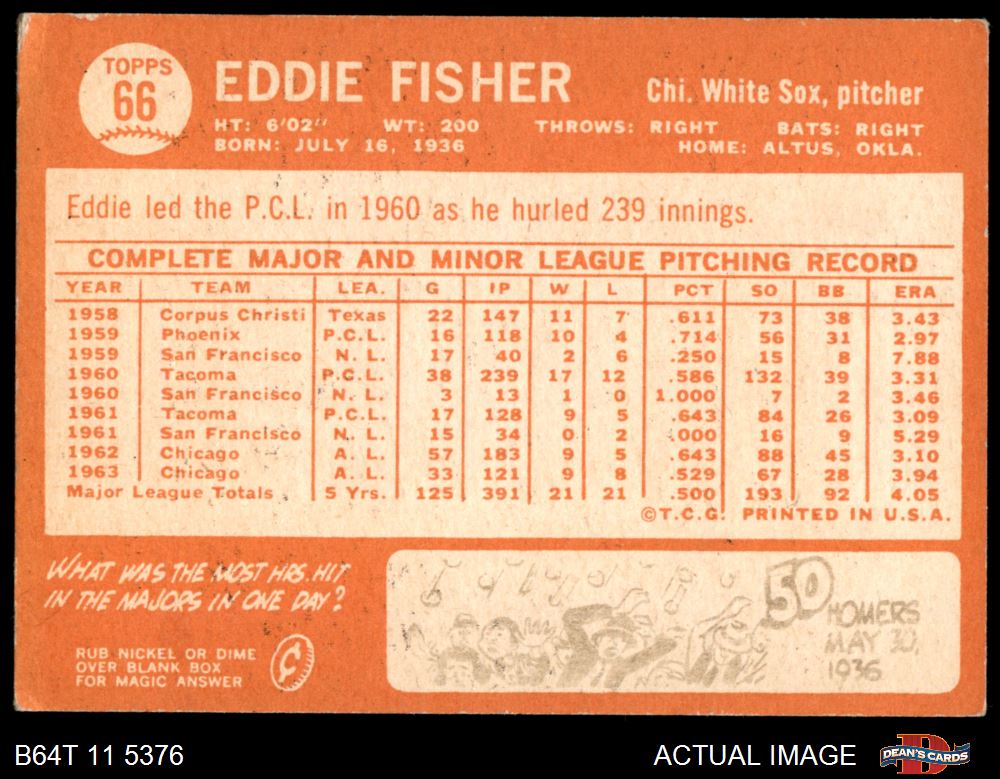 TOPPS
66
EDDIE FISHER
Chi. White Sox, pitcher
HT: 6'02" WT: 200 THROWS: RIGHT BATS: RIGHT
BORN: JULY 16, 1936 HOME: ALTUS, OKLA.
Eddie led the P.C.L. in 1960 as he hurled 239 innings.
COMPLETE MAJOR AND MINOR LEAGUE PITCHING RECORD
YEAR TEAM LEA. G IP W L PCT SO BB ERA
1958 Corpus Christi Texas 22 147 11 7 .611 73 38 3.43
1959 Phoenix P.C.L. 16 118 10 4 .714 56 31 2.97
1959 San Francisco N. L. 17 40 2 6 .250 15 8 7.88
1960 Tacoma P.C.L. 38 239 17 12 .586 132 39 3.31
1960 San Francisco N. L. 3 13 1 0 1.000 7 2 3.46
1961 Tacoma P.C.L. 17 128 9 5 .643 84 26 3.09
1961 San Francisco N. L. 15 34 0 2 .000 16 9 5.29
1962 Chicago A. L. 57 183 9 5 .643 88 45 3.10
1963 Chicago A. L. 33 121 9 8 .529 67 28 3.94
Major League Totals 5 Yrs. 125 391 21 21 .500 193 92 4.05
©T.C.G. PRINTED IN U.S.A.
WHAT WAS THE MOST HRS. HIT
IN THE MAJORS IN ONE DAY?
RUB NICKEL OR DIME
OVER BLANK BOX
FOR MAGIC ANSWER
50
HOMERS
MAY 30,
1936
B64T 11 5376
ACTUAL IMAGE
DEAN'S CARDS